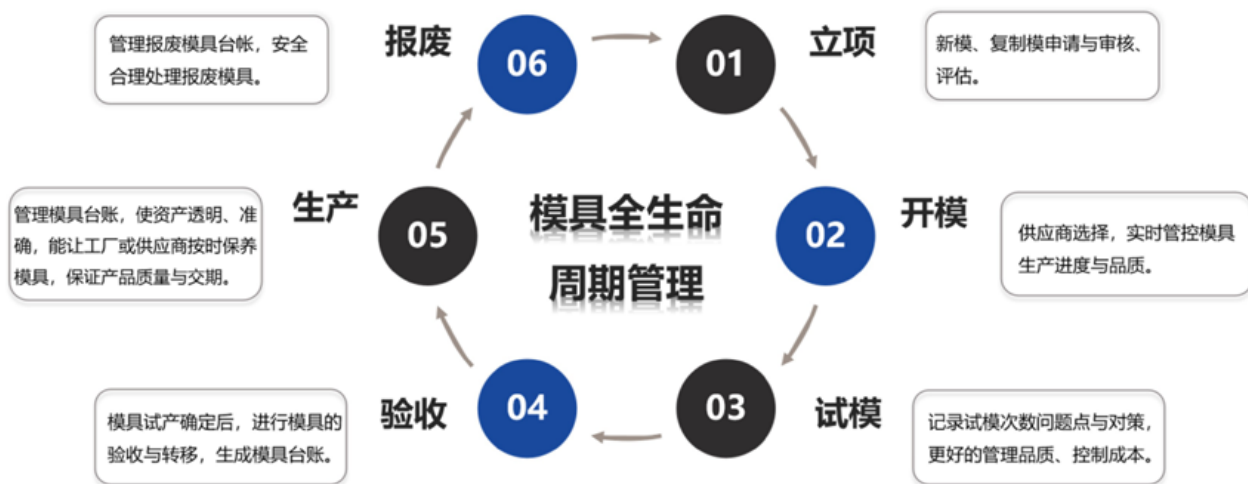 模具全生命
周期管理
01
立项
新模、复制模申请与审核、
评估。
02
开模
供应商选择，实时管控模具
生产进度与品质。
03
试模
记录试模次数问题点与对策，
更好的管理品质、控制成本。
04
验收
模具试产确定后，进行模具的
验收与转移，生成模具台账。
05
生产
管理模具台账，使资产透明、准
确，能让工厂或供应商按时保养
模具，保证产品质量与交期。
06
报废
管理报废模具台帐，安全
合理处理报废模具。